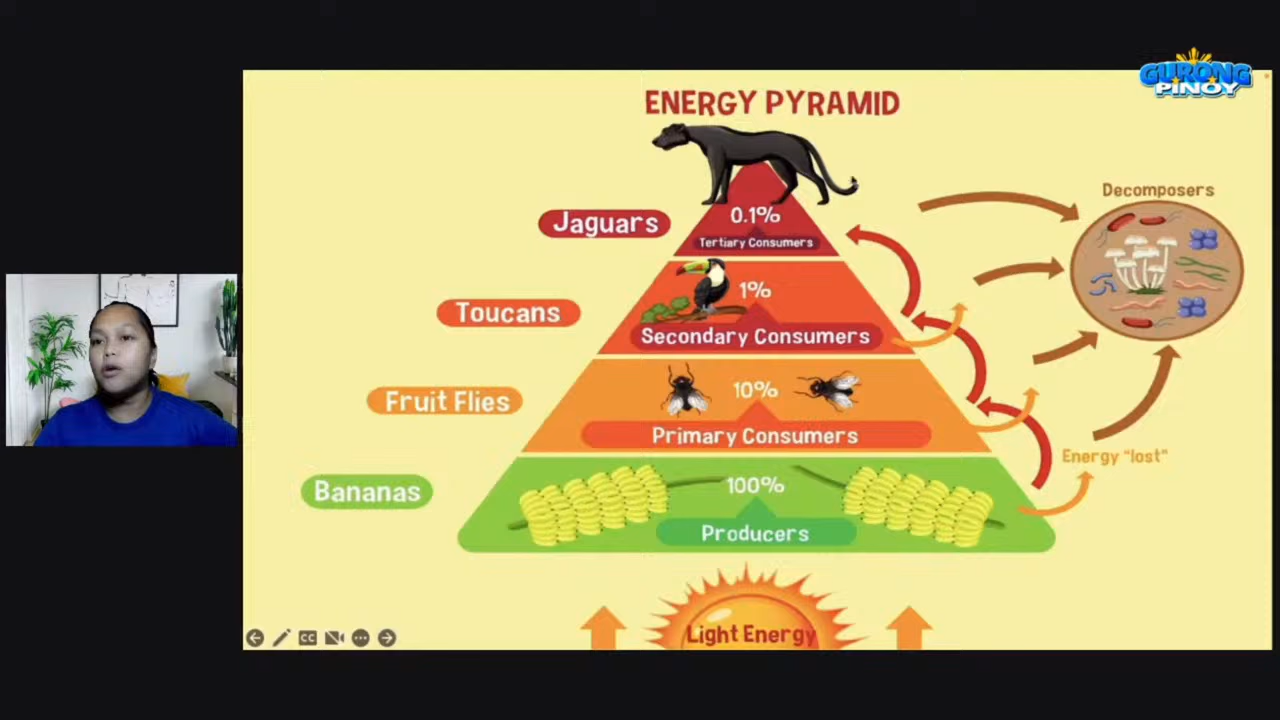 GURONG
PINOY
ENERGY PYRAMID
Decomposers
Jaguars
0.1%
Tertiary Consumers
Toucans
1%
Secondary Consumers
Fruit Flies
10%
Primary Consumers
Energy "lost"
Bananas
100%
Producers
Light Energy
CC